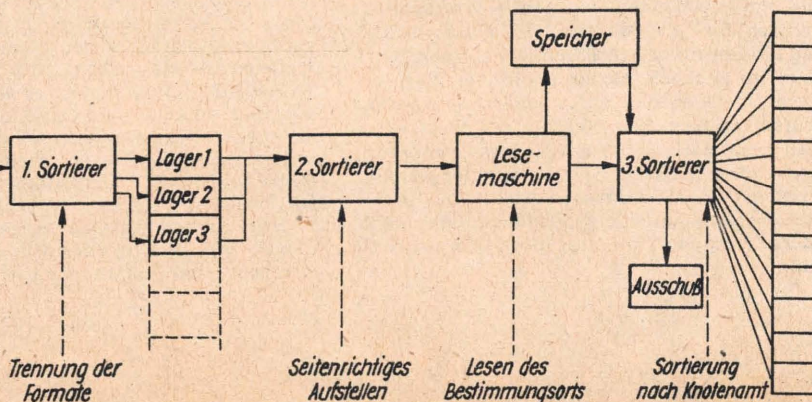 Speicher
1. Sortierer
Lager 1
Lager 2
Lager 3
2. Sortierer
Lese-
maschine
3. Sortierer
Ausschuß
Trennung der
Formate
Seitenrichtiges
Aufstellen
Lesen des
Bestimmungsorts
Sortierung
nach Knotenamt